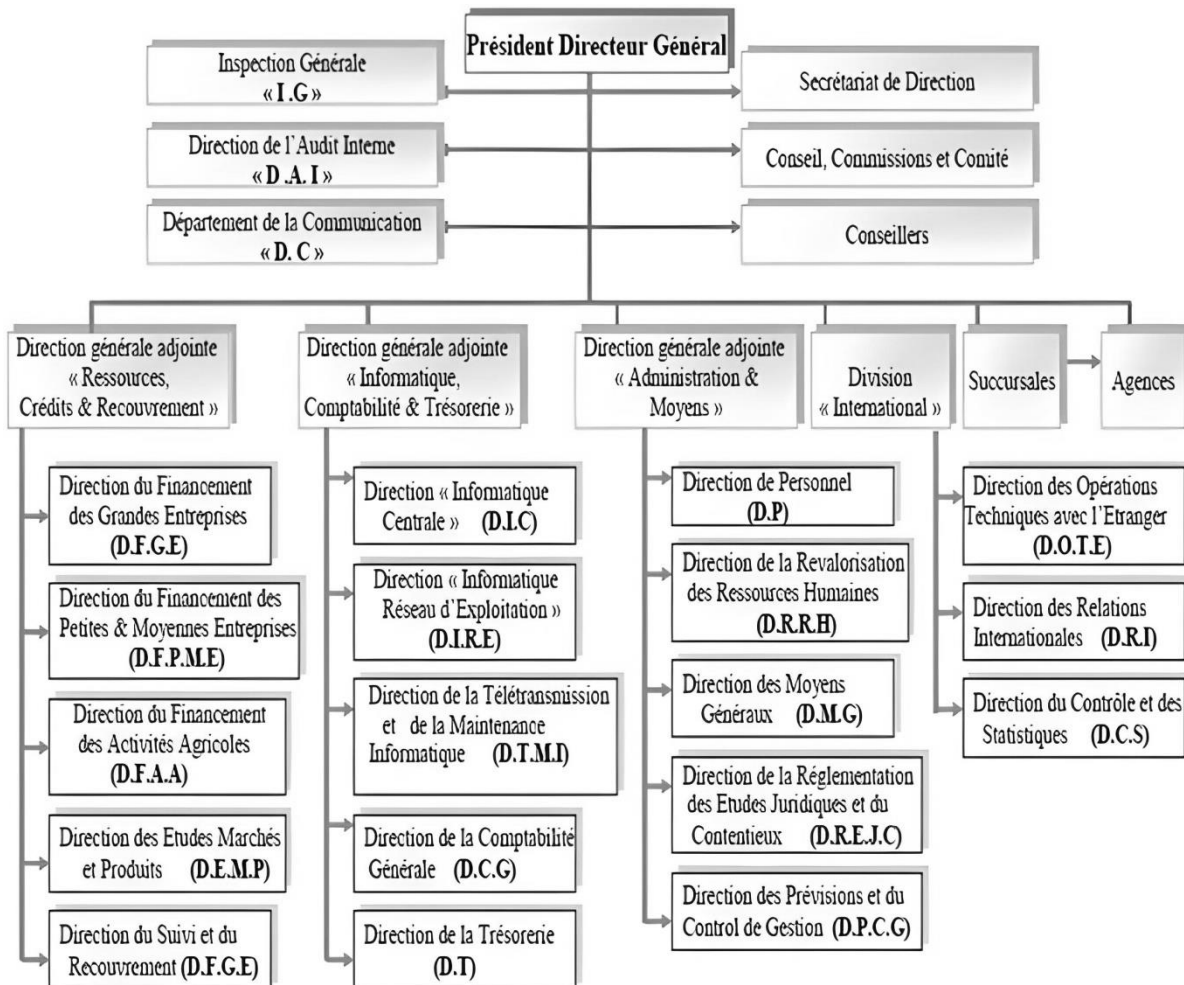 Président Directeur Général
Inspection Générale
« I .G»
Secrétariat de Direction
Direction de l'Audit Interne
«D .A. I »
Conseil, Commissions et Comité
Département de la Communication
« D. C »
Conseillers
Direction générale adjointe
« Ressources,
Crédits & Recouvrement »
Direction générale adjointe
« Informatique,
Comptabilité & Trésorerie »
Direction générale adjointe
« Administration &
Moyens »
Division
« International »
Succursales
Agences
Direction du Financement
des Grandes Entreprises
(D.F.G.E)
Direction du Financement des
Petites & Moyennes Entreprises
(D.F.P.M.E)
Direction du Financement
des Activités Agricoles
(D.F.A.A)
Direction des Etudes Marchés
et Produits (D.E.M.P)
Direction du Suivi et du
Recouvrement (D.F.G.E)
Direction « Informatique
Centrale » (D.I.C)
Direction « Informatique
Réseau d'Exploitation »
(D.I.R.E)
Direction de la Télétransmission
et de la Maintenance
Informatique (D.T.M.I)
Direction de la Comptabilité
Générale (D.C.G)
Direction de la Trésorerie
(D.T)
Direction de Personnel
(D.P)
Direction de la Revalorisation
des Ressources Humaines
(D.R.R.H)
Direction des Moyens
Généraux (D.M.G)
Direction de la Réglementation
des Etudes Juridiques et du
Contentieux (D.R.E.J.C)
Direction des Prévisions et du
Control de Gestion (D.P.C.G)
Direction des Opérations
Techniques avec l'Etranger
(D.O.T.E)
Direction des Relations
Internationales (D.R.I)
Direction du Contrôle et des
Statistiques (D.C.S)